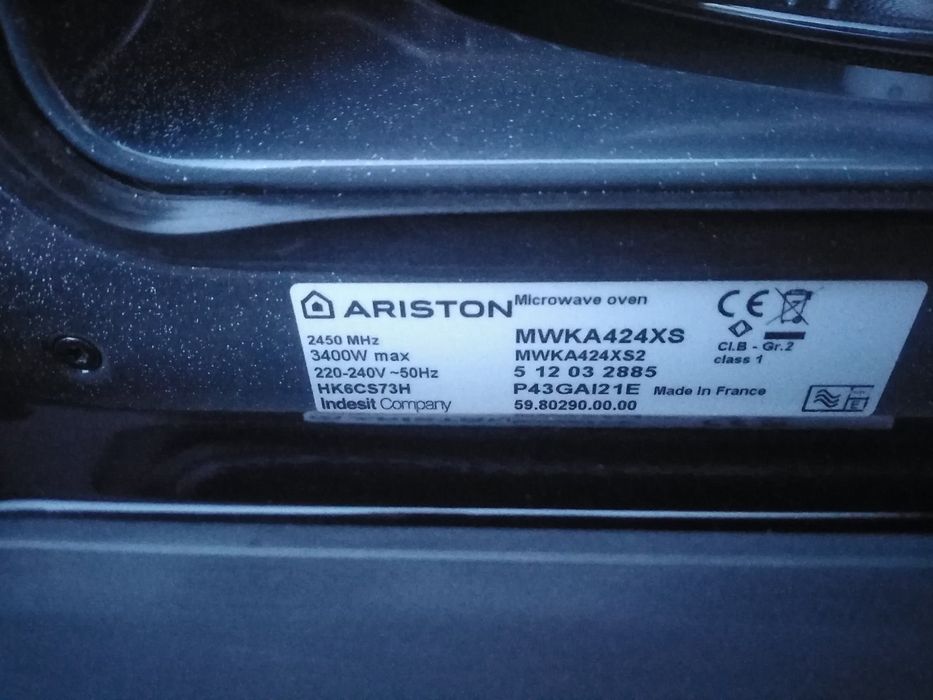 ARISTON Microwave oven CE
2450 MHz MWKA424XS
3400W max MWKA424XS2 Cl.B - Gr.2
220-240V ~50Hz 5 12 03 2885 class 1
HK6CS73H P43GAI21E Made In France
Indesit Company 59.80290.00.00
E